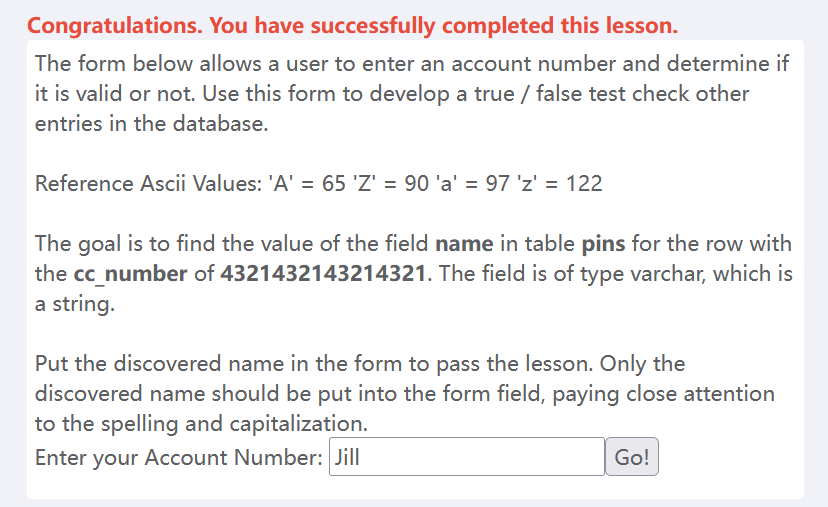 Congratulations. You have successfully completed this lesson.
The form below allows a user to enter an account number and determine if
it is valid or not. Use this form to develop a true / false test check other
entries in the database.
Reference Ascii Values: 'A' = 65 'Z' = 90 'a' = 97 'z' = 122
The goal is to find the value of the field name in table pins for the row with
the cc_number of 4321432143214321. The field is of type varchar, which is
a string.
Put the discovered name in the form to pass the lesson. Only the
discovered name should be put into the form field, paying close attention
to the spelling and capitalization.
Enter your Account Number: Jill Go!